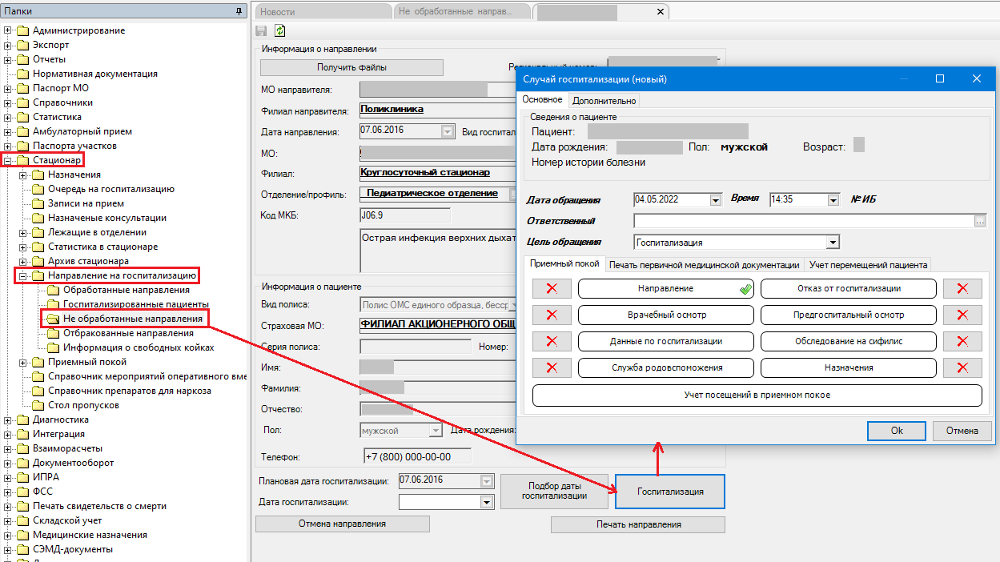 Папки
Администрирование
Экспорт
Отчеты
Нормативная документация
Паспорт МО
Справочники
Статистика
Амбулаторный прием
Паспорта участков
Стационар
Назначения
Очередь на госпитализацию
Записи на прием
Назначеные консультации
Лежащие в отделении
Статистика в стационаре
Архив стационара
Направление на госпитализацию
Обработанные направления
Госпитализированные пациенты
Не обработанные направления
Отбракованные направления
Информация о свободных койках
Приемный покой
Справочник мероприятий оперативного вме
Справочник препаратов для наркоза
Стол пропусков
Диагностика
Интеграция
Взаиморасчеты
Документооборот
ИПРА
ФСС
Печать свидетельств о смерти
Складской учет
Медицинские назначения
СЭМД-документы
Новости
Не обработанные направ...
Информация о направлении
Получить файлы
МО направителя:
Филиал направителя: Поликлиника
Дата направления: 07.06.2016 Вид госпитал
МО:
Филиал: Круглосуточный стационар
Отделение/профиль: Педиатрическое отделение
Код МКБ: J06.9
Острая инфекция верхних дыхат
Информация о пациенте
Вид полиса: Полис ОМС единого образца, бесср
Страховая МО: ФИЛИАЛ АКЦИОНЕРНОГО ОБЩ
Серия полиса: Номер:
Имя:
Фамилия:
Отчество:
Пол: мужской Дата рождения:
Телефон: +7 (800) 000-00-00
Плановая дата госпитализации: 07.06.2016
Дата госпитализации:
Подбор даты
госпитализации
Госпитализация
Отмена направления
Печать направления
Случай госпитализации (новый)
Основное Дополнительно
Сведения о пациенте
Пациент:
Дата рождения: Пол: мужской Возраст:
Номер истории болезни
Дата обращения 04.05.2022 Время 14:35 № ИБ
Ответственный ...
Цель обращения Госпитализация
Приемный покой Печать первичной медицинской документации Учет перемещений пациента
Направление Отказ от госпитализации
Врачебный осмотр Предгоспитальный осмотр
Данные по госпитализации Обследование на сифилис
Служба родовспоможения Назначения
Учет посещений в приемном покое
Ok Отмена